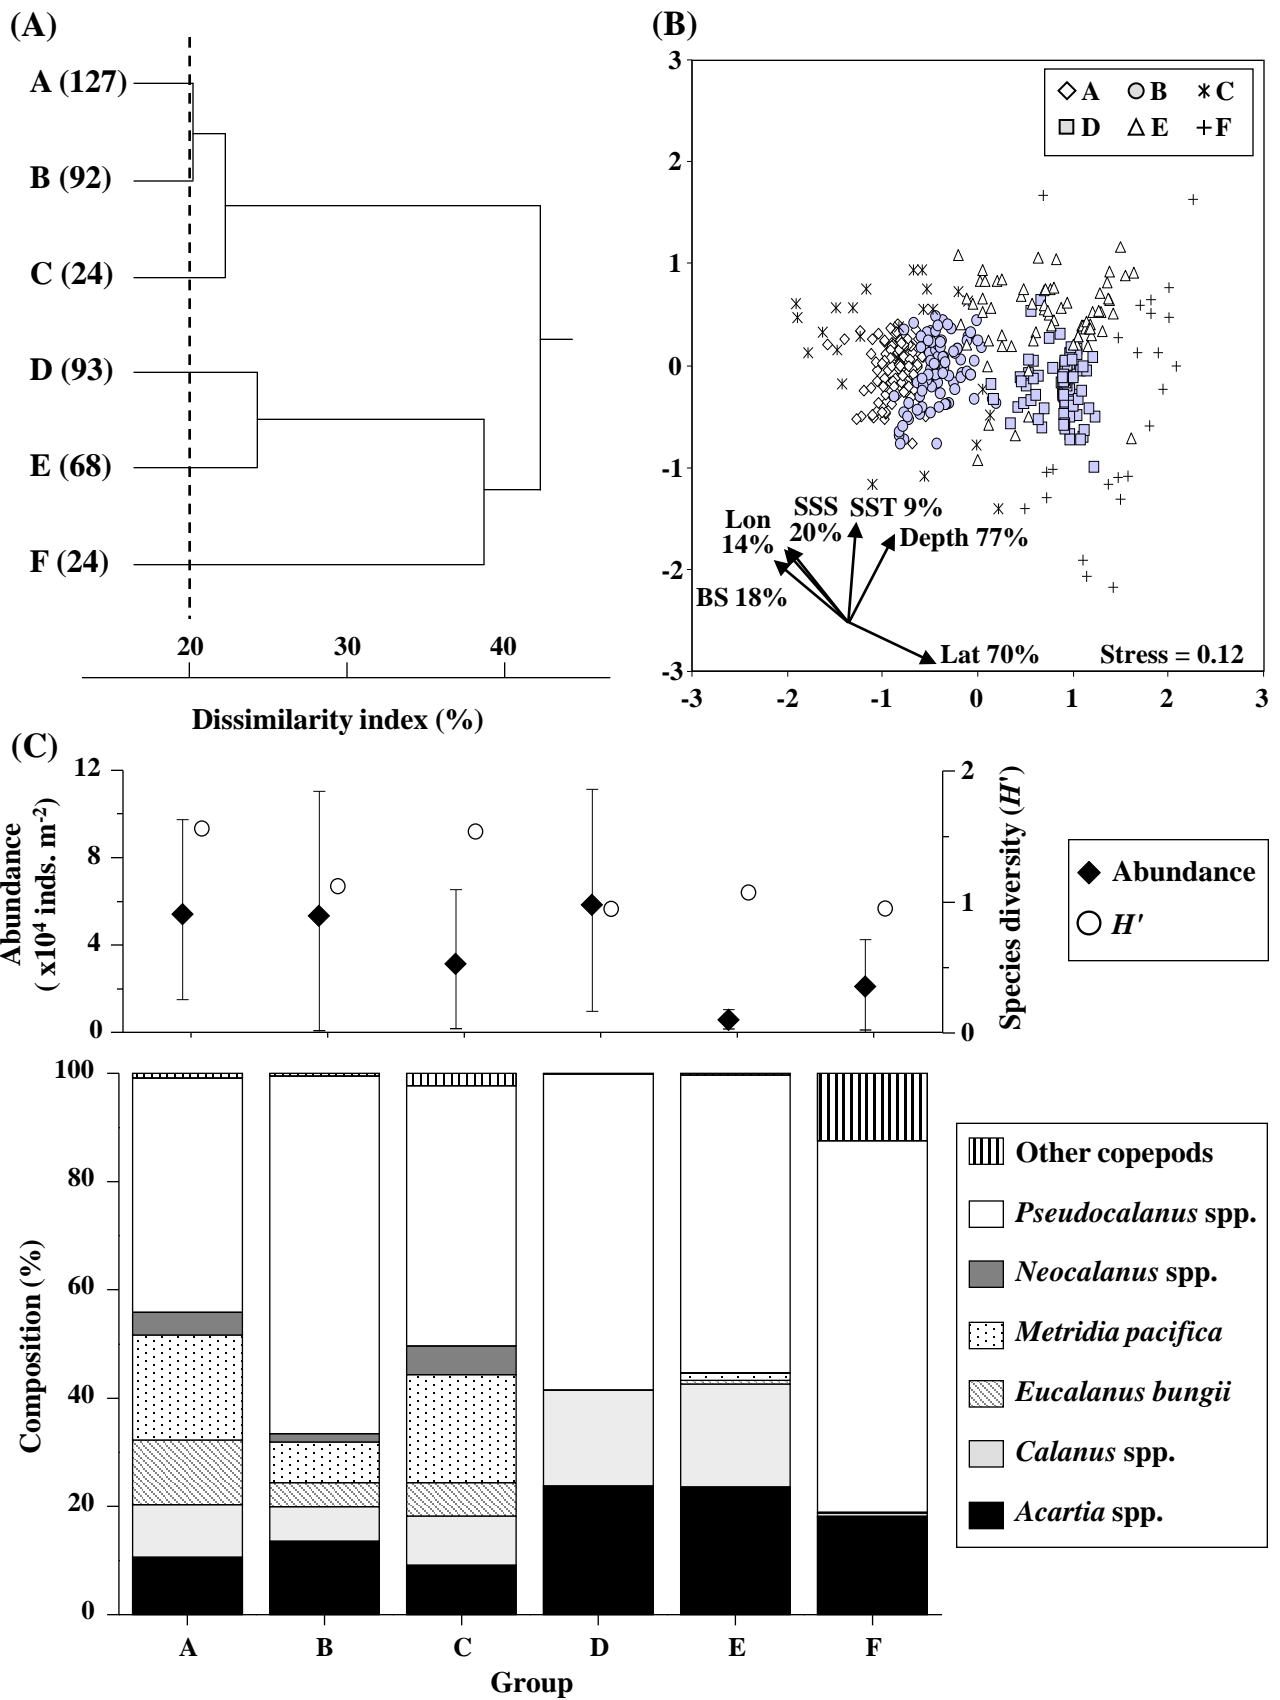 (A)
A (127)
B (92)
C (24)
D (93)
E (68)
F (24)
20 30 40
Dissimilarity index (%)
(B)
3
2
1
0
-1
-2
-3
-3 -2 -1 0 1 2 3
A B C
D E F
Lon
14%
SSS
20%
SST 9%
Depth 77%
BS 18%
Lat 70%
Stress = 0.12
(C)
12
8
4
0
Abundance
( x10⁴ inds. m⁻²)
2
1
0
Species diversity (H')
Abundance
H'
100
80
60
40
20
0
Composition (%)
A B C D E F
Group
Other copepods
Pseudocalanus spp.
Neocalanus spp.
Metridia pacifica
Eucalanus bungii
Calanus spp.
Acartia spp.